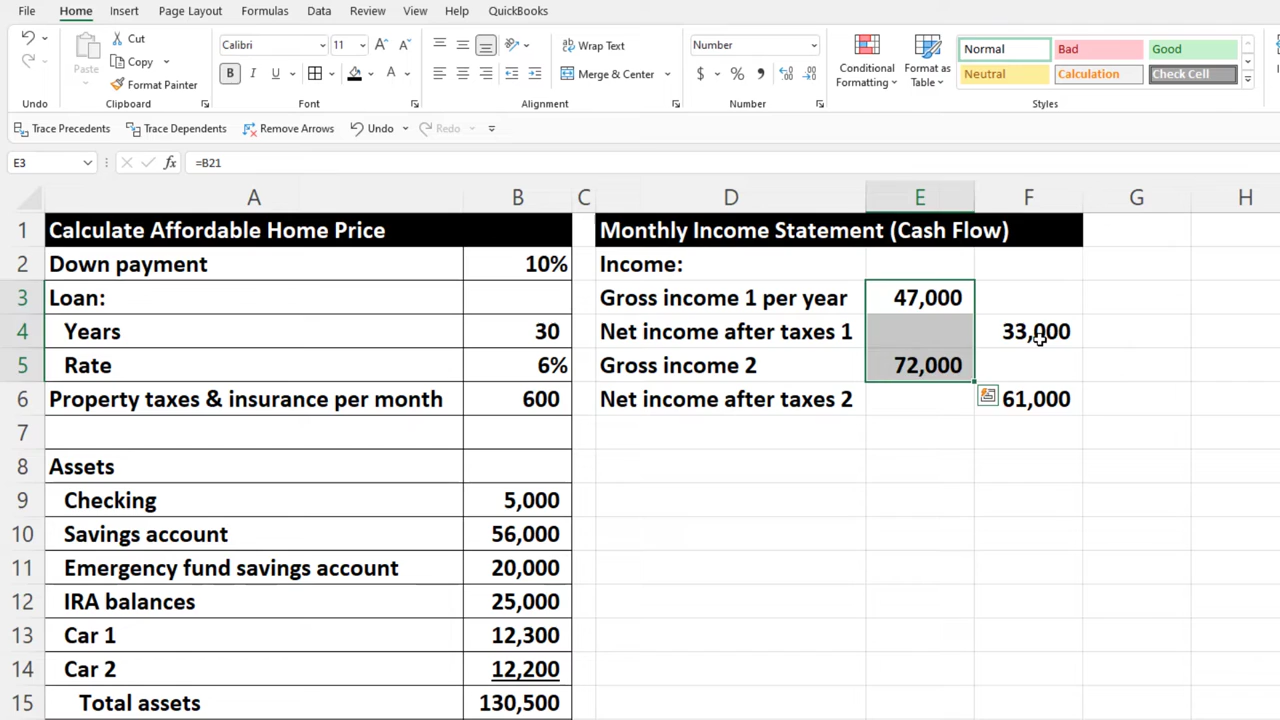 File Home Insert Page Layout Formulas Data Review View Help QuickBooks
Cut Calibri 11 Wrap Text Number Normal Bad Good
Paste Copy Merge & Center Conditional Formatting Format as Table Neutral Calculation Check Cell
Format Painter
Undo Clipboard Font Alignment Number Styles
Trace Precedents Trace Dependents Remove Arrows Undo Redo
E3 fx =B21
A B C D E F G H
1 Calculate Affordable Home Price Monthly Income Statement (Cash Flow)
2 Down payment 10% Income:
3 Loan: Gross income 1 per year 47,000
4 Years 30 Net income after taxes 1 33,000
5 Rate 6% Gross income 2 72,000
6 Property taxes & insurance per month 600 Net income after taxes 2 61,000
7
8 Assets
9 Checking 5,000
10 Savings account 56,000
11 Emergency fund savings account 20,000
12 IRA balances 25,000
13 Car 1 12,300
14 Car 2 12,200
15 Total assets 130,500